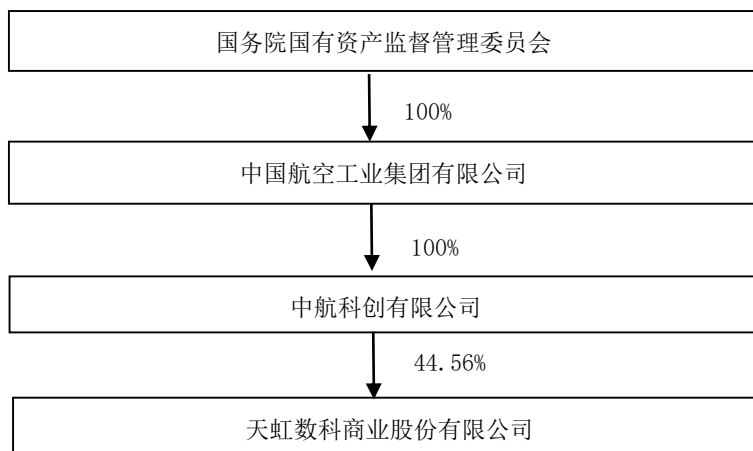 国务院国有资产监督管理委员会
100%
中国航空工业集团有限公司
100%
中航科创有限公司
44.56%
天虹数科商业股份有限公司